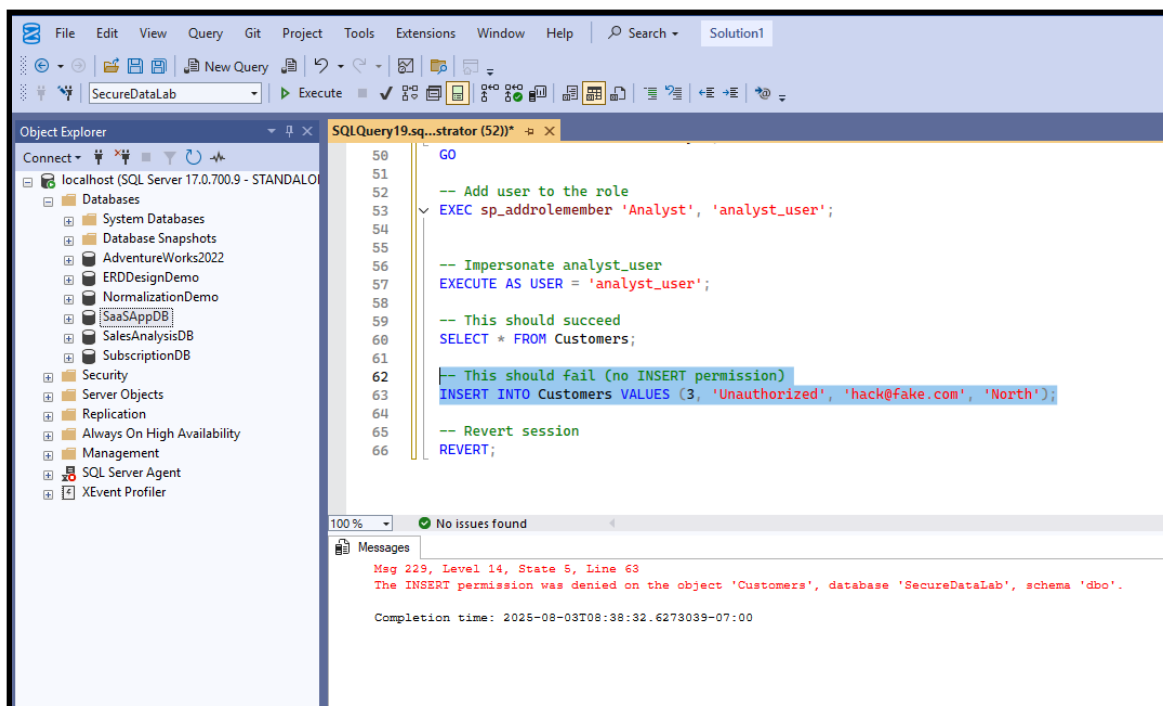 File Edit View Query Git Project Tools Extensions Window Help Search Solution1
New Query
SecureDataLab Execute
Object Explorer
Connect
localhost (SQL Server 17.0.700.9 - STANDALO
Databases
System Databases
Database Snapshots
AdventureWorks2022
ERDDesignDemo
NormalizationDemo
SaaSAppDB
SalesAnalysisDB
SubscriptionDB
Security
Server Objects
Replication
Always On High Availability
Management
SQL Server Agent
XEvent Profiler
SQLQuery19.sq...strator (52))*
50 GO
51
52 -- Add user to the role
53 EXEC sp_addrolemember 'Analyst', 'analyst_user';
54
55
56 -- Impersonate analyst_user
57 EXECUTE AS USER = 'analyst_user';
58
59 -- This should succeed
60 SELECT * FROM Customers;
61
62 -- This should fail (no INSERT permission)
63 INSERT INTO Customers VALUES (3, 'Unauthorized', 'hack@fake.com', 'North');
64
65 -- Revert session
66 REVERT;
100 % No issues found
Messages
Msg 229, Level 14, State 5, Line 63
The INSERT permission was denied on the object 'Customers', database 'SecureDataLab', schema 'dbo'.
Completion time: 2025-08-03T08:38:32.6273039-07:00